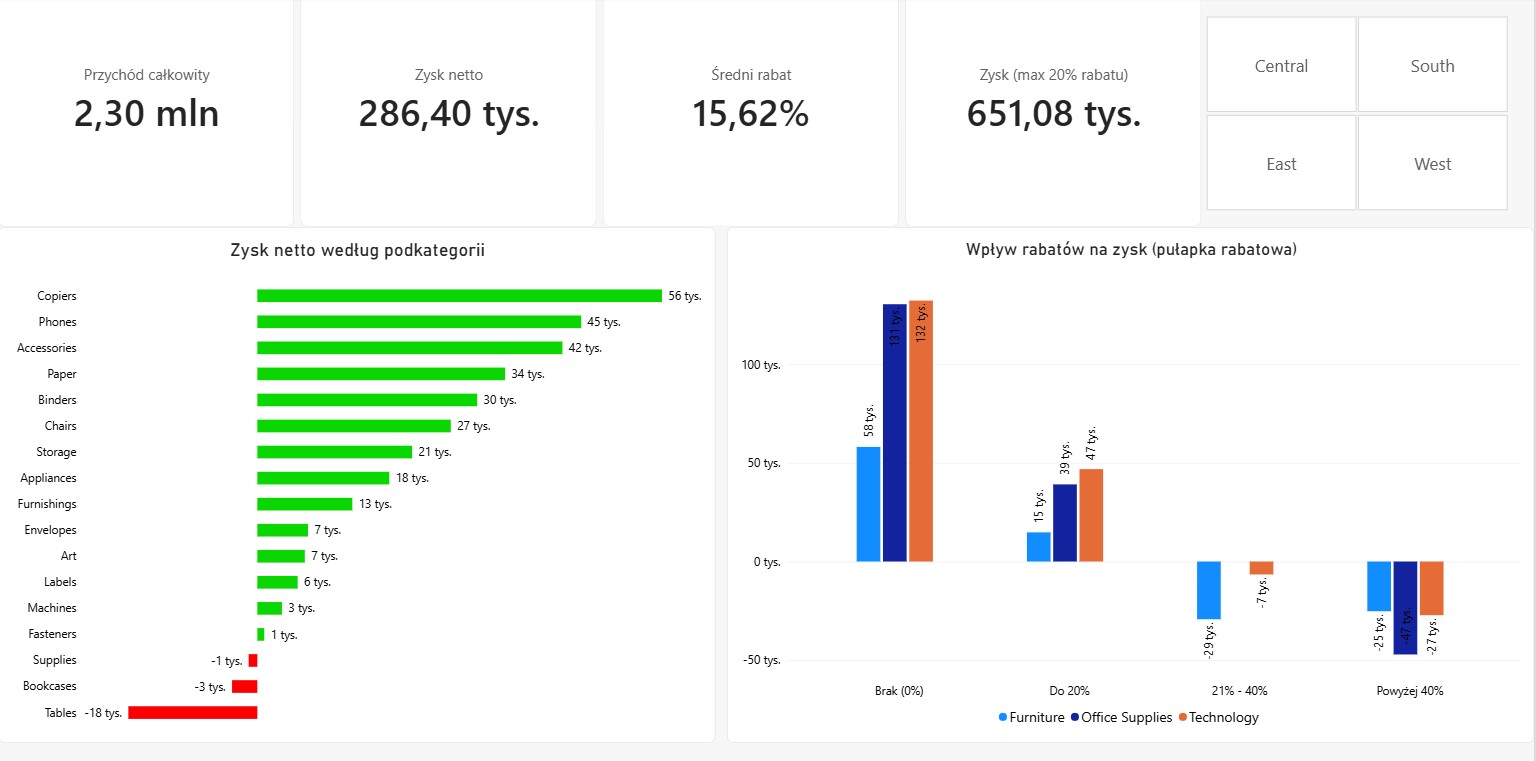 Przychód całkowity
2,30 mln
Zysk netto
286,40 tys.
Średni rabat
15,62%
Zysk (max 20% rabatu)
651,08 tys.
Central
South
East
West
Zysk netto według podkategorii
Copiers 56 tys.
Phones 45 tys.
Accessories 42 tys.
Paper 34 tys.
Binders 30 tys.
Chairs 27 tys.
Storage 21 tys.
Appliances 18 tys.
Furnishings 13 tys.
Envelopes 7 tys.
Art 7 tys.
Labels 6 tys.
Machines 3 tys.
Fasteners 1 tys.
Supplies -1 tys.
Bookcases -3 tys.
Tables -18 tys.
Wpływ rabatów na zysk (pułapka rabatowa)
100 tys.
50 tys.
0 tys.
-50 tys.
58 tys.
131 tys.
132 tys.
15 tys.
39 tys.
47 tys.
-29 tys.
-7 tys.
-25 tys.
-47 tys.
-27 tys.
Brak (0%)
Do 20%
21% - 40%
Powyżej 40%
Furniture Office Supplies Technology